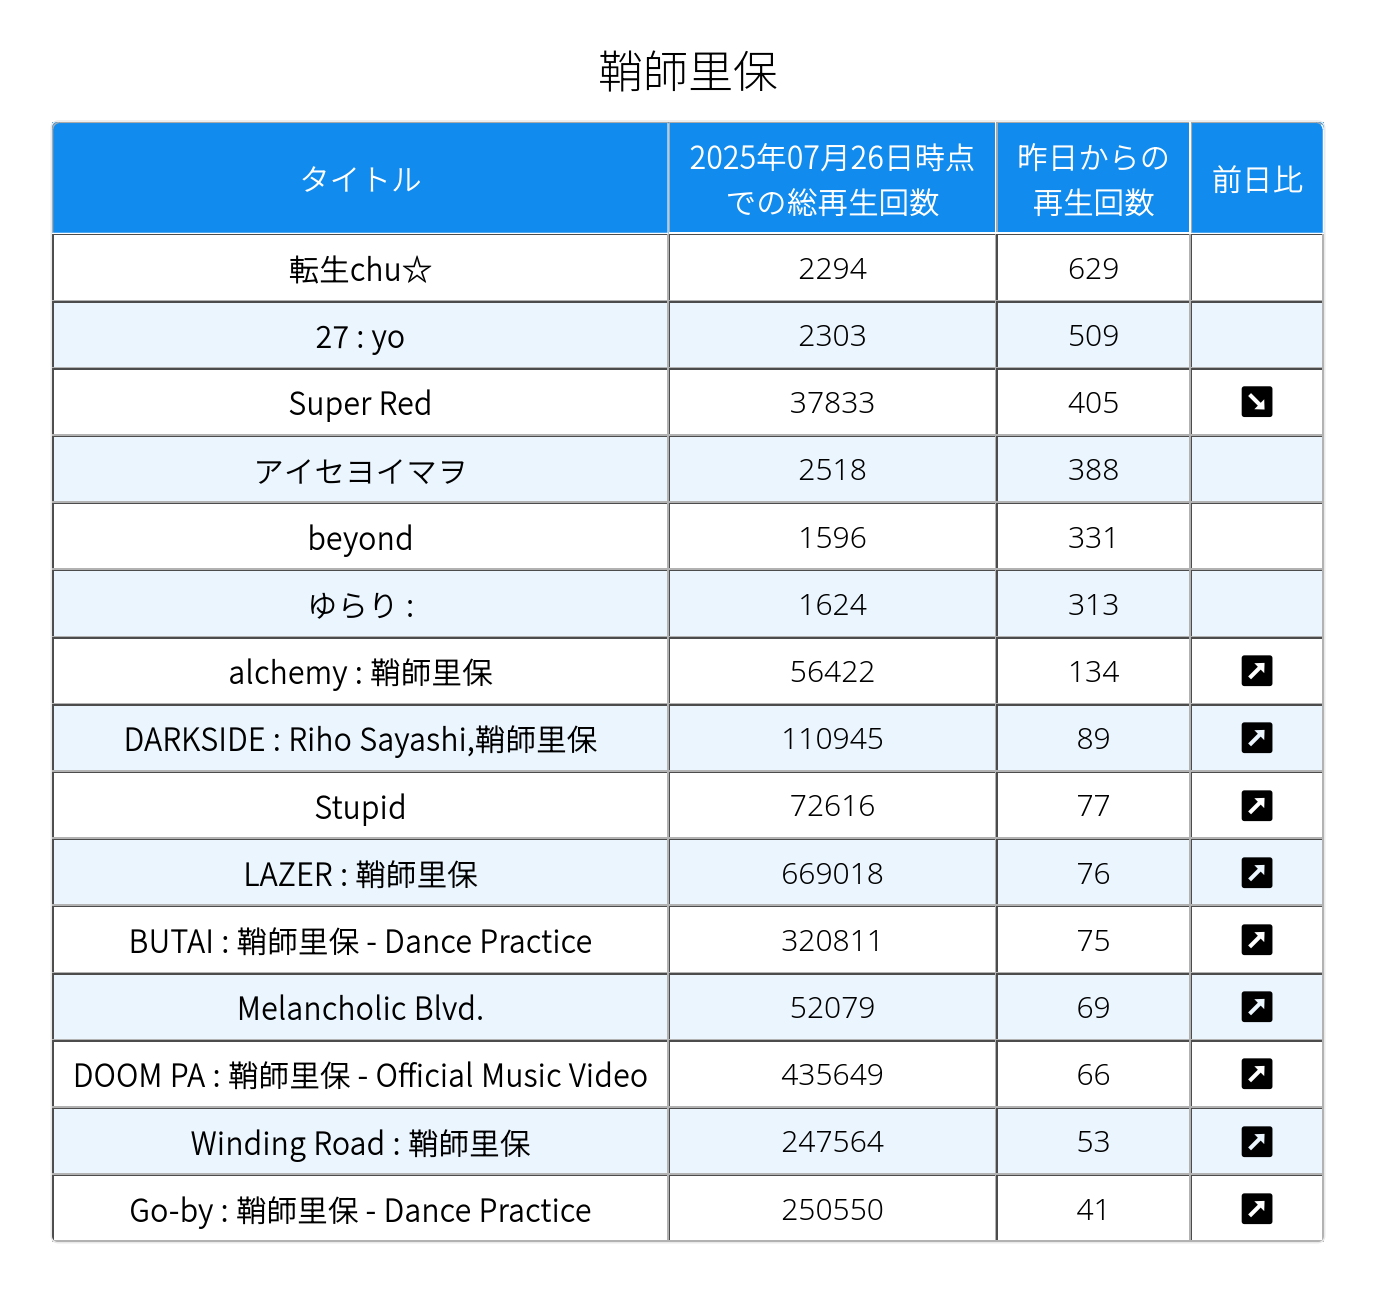 鞘師里保
タイトル 2025年07月26日時点での総再生回数 昨日からの再生回数 前日比
転生chu☆ 2294 629
27 : yo 2303 509
Super Red 37833 405 ↘
アイセヨイマヲ 2518 388
beyond 1596 331
ゆらり : 1624 313
alchemy : 鞘師里保 56422 134 ↗
DARKSIDE : Riho Sayashi,鞘師里保 110945 89 ↗
Stupid 72616 77 ↗
LAZER : 鞘師里保 669018 76 ↗
BUTAI : 鞘師里保 - Dance Practice 320811 75 ↗
Melancholic Blvd. 52079 69 ↗
DOOM PA : 鞘師里保 - Official Music Video 435649 66 ↗
Winding Road : 鞘師里保 247564 53 ↗
Go-by : 鞘師里保 - Dance Practice 250550 41 ↗